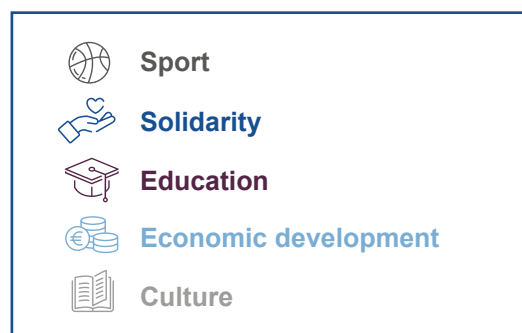 Sport
Solidarity
Education
Economic development
Culture